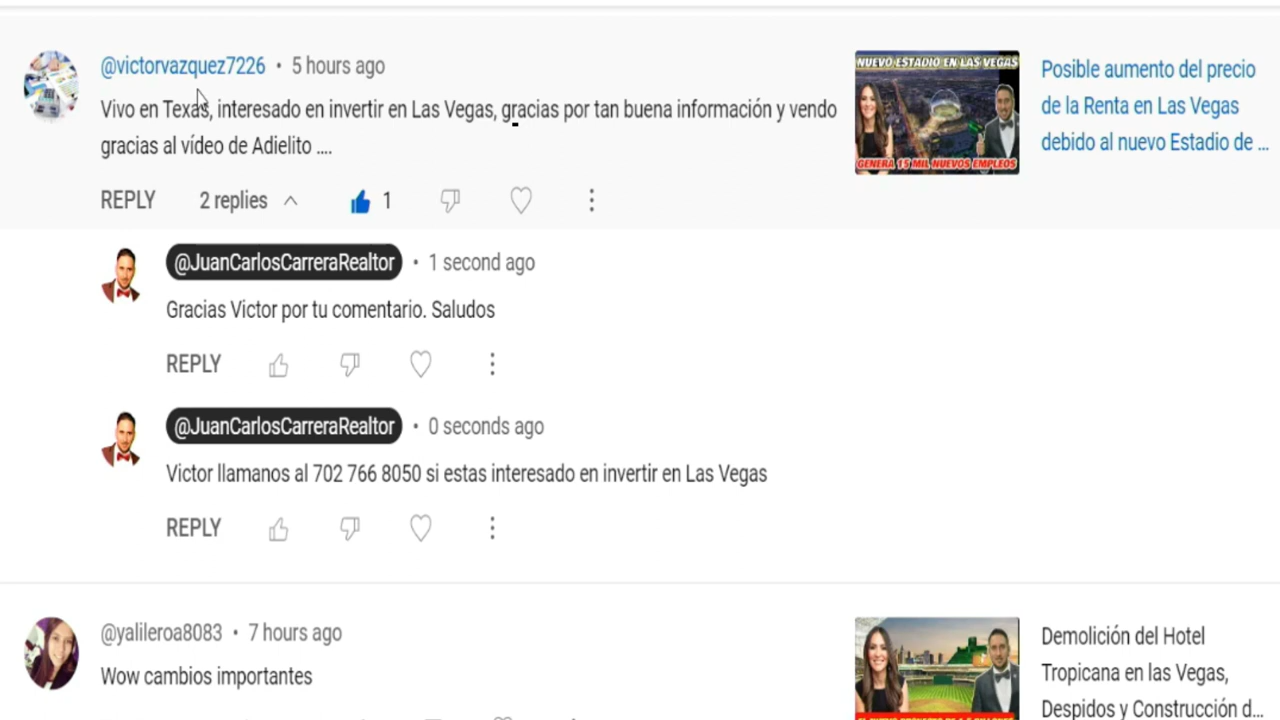 @victorvazquez7226 • 5 hours ago
Vivo en Texas, interesado en invertir en Las Vegas, gracias por tan buena información y vendo
gracias al vídeo de Adielito ....
REPLY 2 replies 1
NUEVO ESTADIO EN LAS VEGAS
GENERA 15 MIL NUEVOS EMPLEOS
Posible aumento del precio
de la Renta en Las Vegas
debido al nuevo Estadio de ...
@JuanCarlosCarreraRealtor • 1 second ago
Gracias Victor por tu comentario. Saludos
REPLY
@JuanCarlosCarreraRealtor • 0 seconds ago
Victor llamanos al 702 766 8050 si estas interesado en invertir en Las Vegas
REPLY
@yalileroa8083 • 7 hours ago
Wow cambios importantes
Demolición del Hotel
Tropicana en las Vegas,
Despidos y Construcción d...